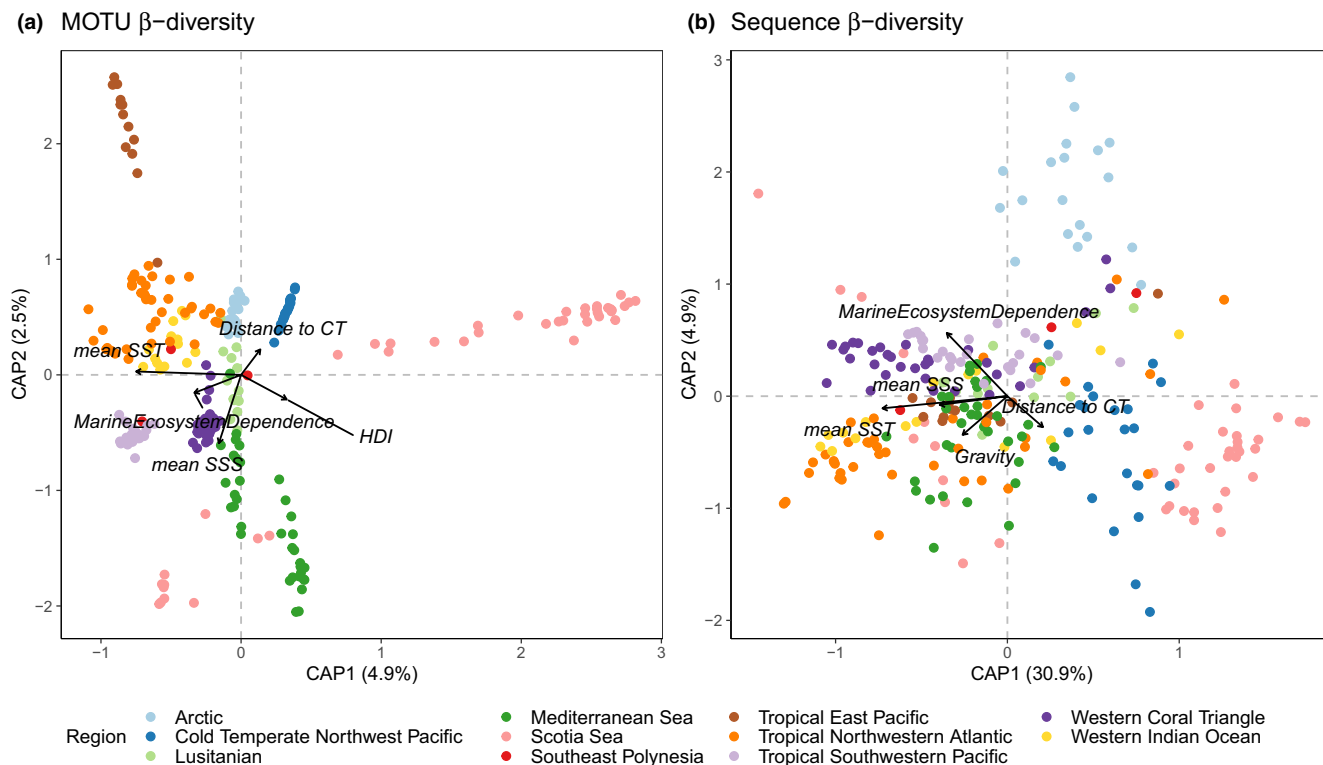 (a) MOTU β−diversity
(b) Sequence β−diversity
2
1
0
−1
−2
CAP2 (2.5%)
−1
0
1
2
3
CAP1 (4.9%)
Distance to CT
mean SST
MarineEcosystemDependence
HDI
mean SSS
3
2
1
0
−1
−2
CAP2 (4.9%)
−1
0
1
CAP1 (30.9%)
MarineEcosystemDependence
mean SSS
Distance to CT
mean SST
Gravity
Region
Arctic
Cold Temperate Northwest Pacific
Lusitanian
Mediterranean Sea
Scotia Sea
Southeast Polynesia
Tropical East Pacific
Tropical Northwestern Atlantic
Tropical Southwestern Pacific
Western Coral Triangle
Western Indian Ocean